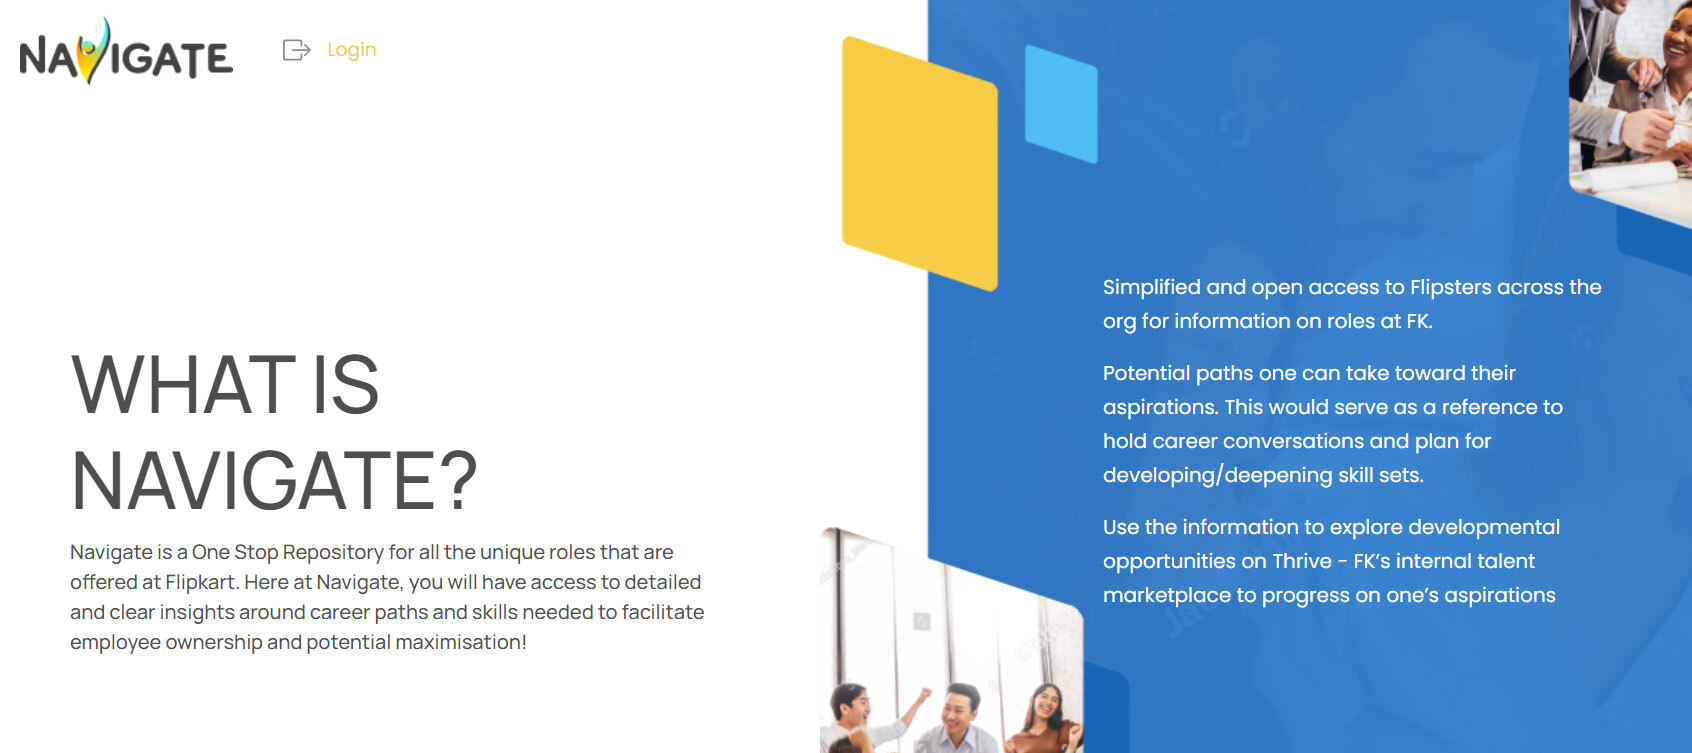 NAVIGATE
Login
WHAT IS
NAVIGATE?
Navigate is a One Stop Repository for all the unique roles that are
offered at Flipkart. Here at Navigate, you will have access to detailed
and clear insights around career paths and skills needed to facilitate
employee ownership and potential maximisation!
Simplified and open access to Flipsters across the
org for information on roles at FK.
Potential paths one can take toward their
aspirations. This would serve as a reference to
hold career conversations and plan for
developing/deepening skill sets.
Use the information to explore developmental
opportunities on Thrive - FK’s internal talent
marketplace to progress on one’s aspirations